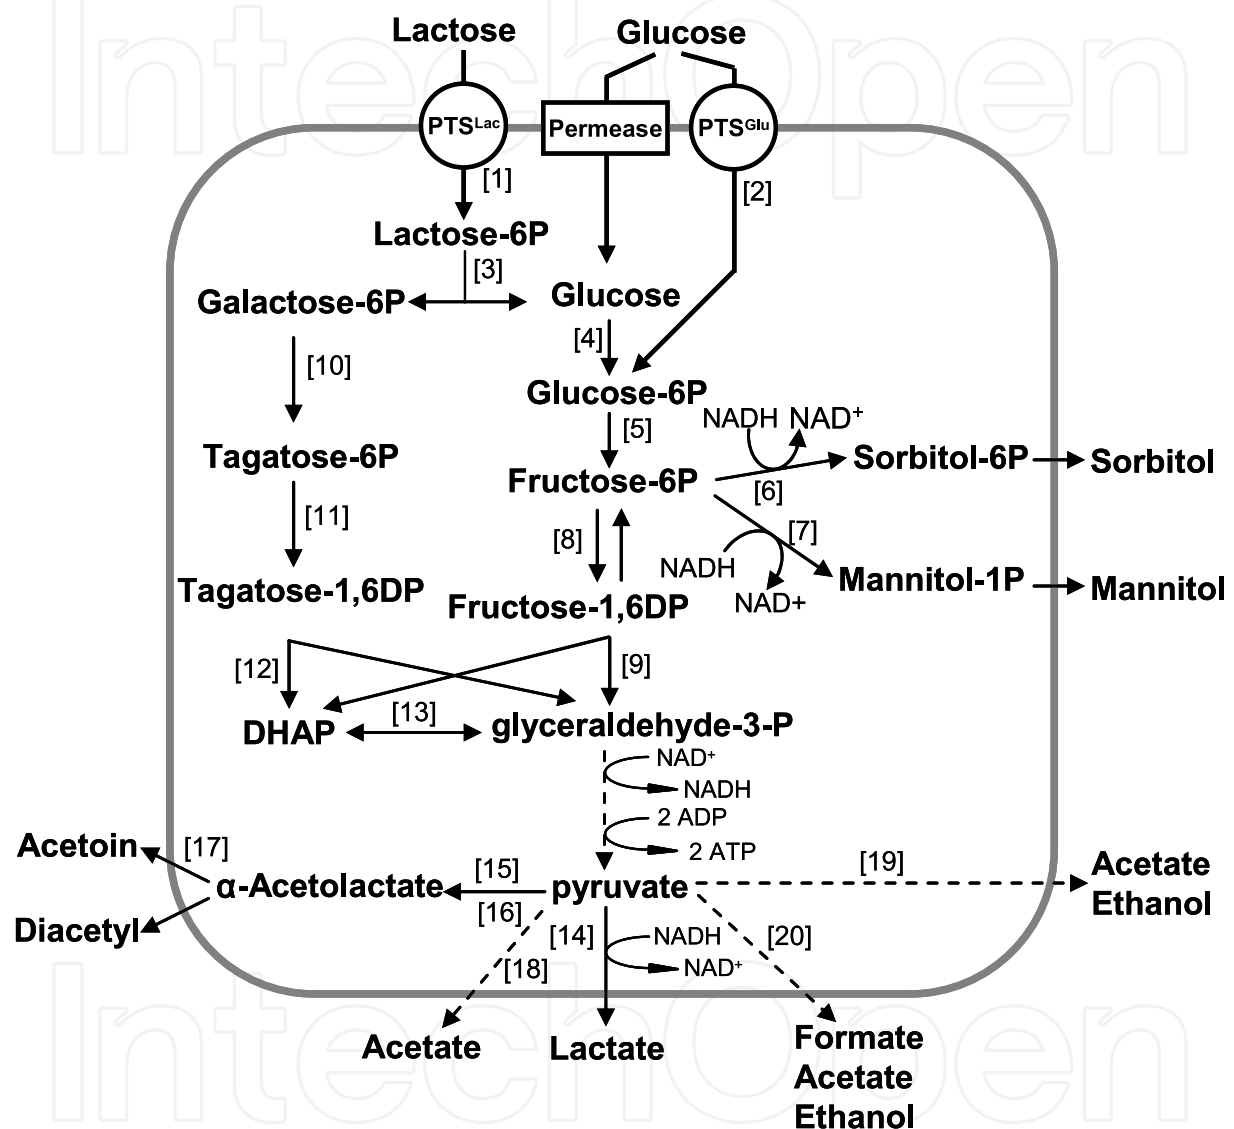 IntechOpen
Lactose
Glucose
PTSLac
Permease
PTSGlu
[1]
[2]
Lactose-6P
[3]
Galactose-6P
Glucose
[4]
[10]
Glucose-6P
NADH NAD+
[5]
Tagatose-6P
Fructose-6P
Sorbitol-6P
Sorbitol
[6]
[11]
[8]
[7]
NADH
Tagatose-1,6DP
Fructose-1,6DP
Mannitol-1P
Mannitol
NAD+
[12]
[9]
DHAP
[13]
glyceraldehyde-3-P
NAD+
NADH
2 ADP
2 ATP
Acetoin
[17]
[15]
[19]
Acetate
Ethanol
α-Acetolactate
pyruvate
[16]
Diacetyl
[14]
NADH
NAD+
[20]
[18]
Acetate
Lactate
Formate
Acetate
Ethanol
IntechOpen